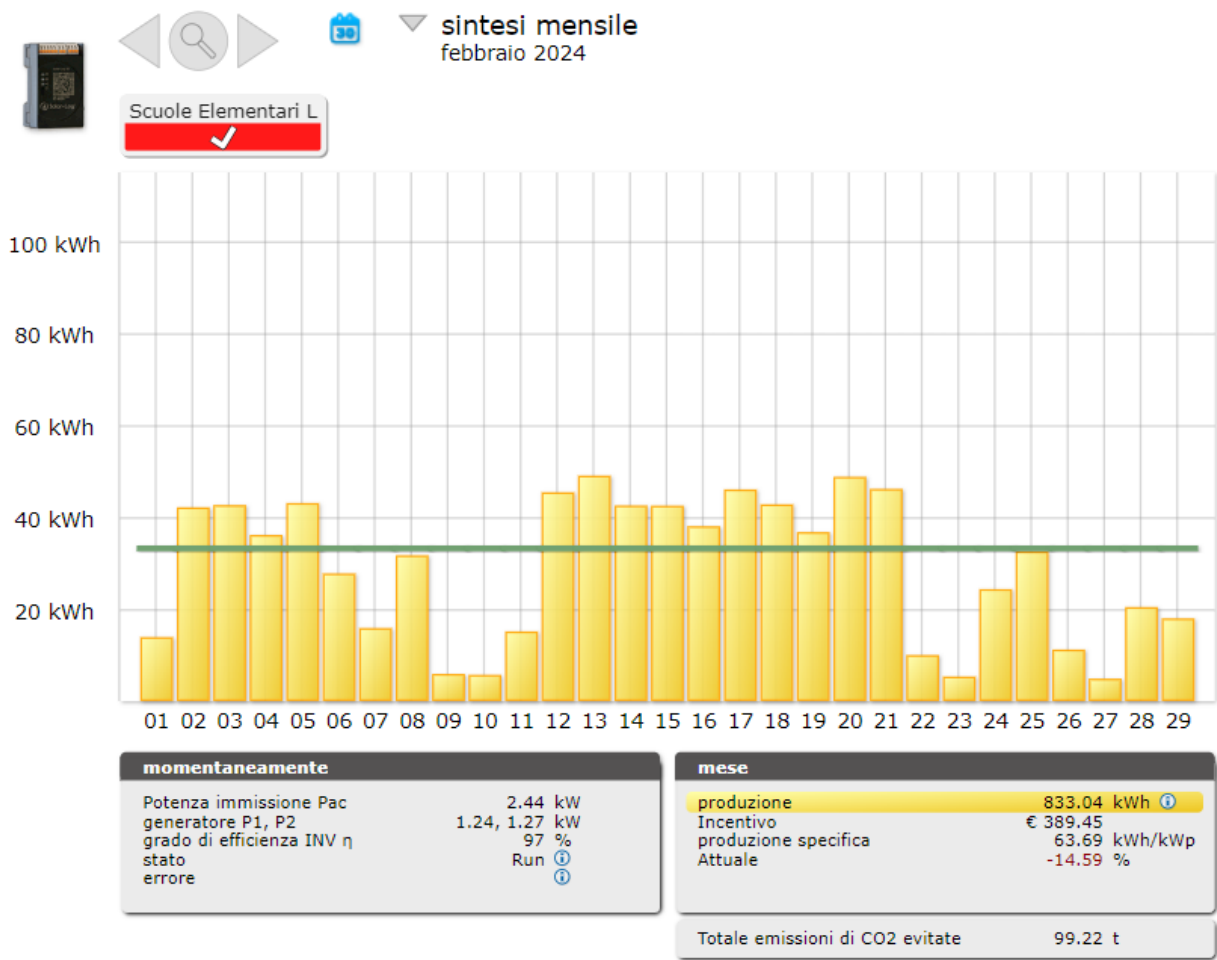 30
sintesi mensile
febbraio 2024
Scuole Elementari L
100 kWh
80 kWh
60 kWh
40 kWh
20 kWh
01 02 03 04 05 06 07 08 09 10 11 12 13 14 15 16 17 18 19 20 21 22 23 24 25 26 27 28 29
momentaneamente
Potenza immissione Pac 2.44 kW
generatore P1, P2 1.24, 1.27 kW
grado di efficienza INV η 97 %
stato Run
errore
mese
produzione 833.04 kWh
Incentivo € 389.45
produzione specifica 63.69 kWh/kWp
Attuale -14.59 %
Totale emissioni di CO2 evitate 99.22 t